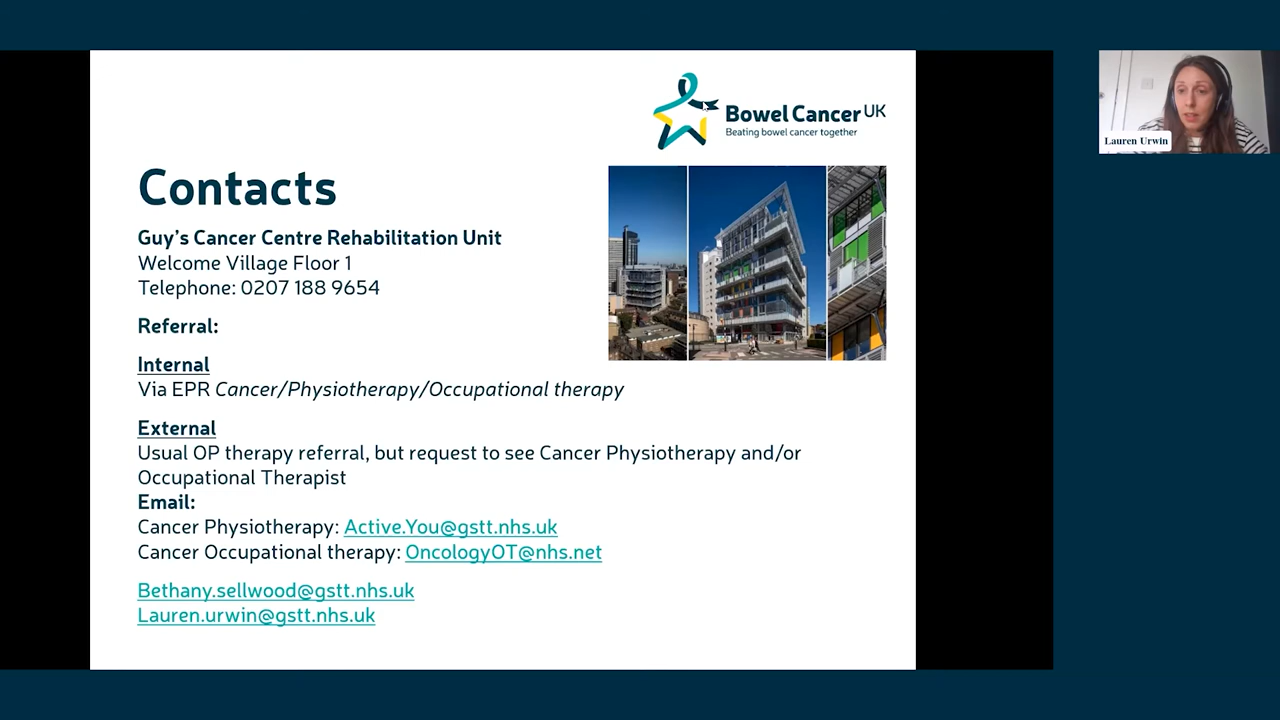 Bowel Cancer UK
Beating bowel cancer together
Lauren Urwin
Contacts
Guy's Cancer Centre Rehabilitation Unit
Welcome Village Floor 1
Telephone: 0207 188 9654
Referral:
Internal
Via EPR Cancer/Physiotherapy/Occupational therapy
External
Usual OP therapy referral, but request to see Cancer Physiotherapy and/or
Occupational Therapist
Email:
Cancer Physiotherapy: Active.You@gstt.nhs.uk
Cancer Occupational therapy: OncologyOT@nhs.net
Bethany.sellwood@gstt.nhs.uk
Lauren.urwin@gstt.nhs.uk